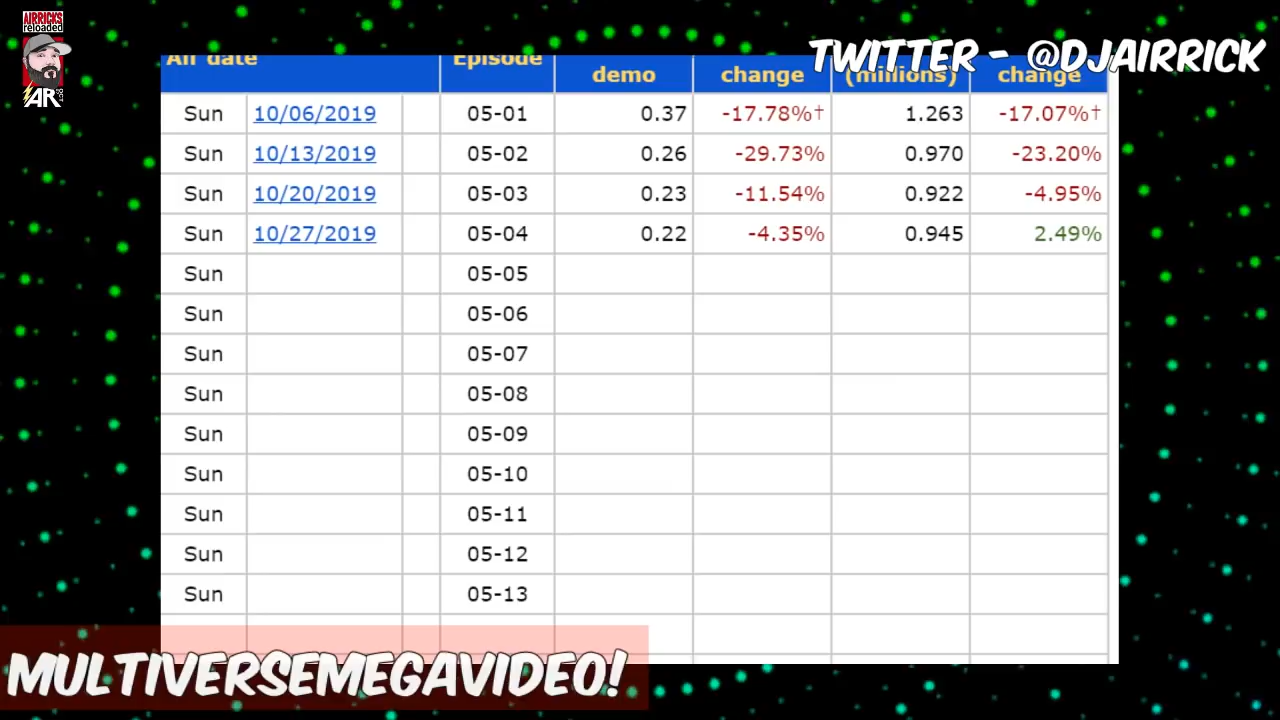 AIRRICKS
reloaded
AR
TWITTER - @DJAIRRICK
Air date Episode demo change (millions) change
Sun 10/06/2019 05-01 0.37 -17.78%† 1.263 -17.07%†
Sun 10/13/2019 05-02 0.26 -29.73% 0.970 -23.20%
Sun 10/20/2019 05-03 0.23 -11.54% 0.922 -4.95%
Sun 10/27/2019 05-04 0.22 -4.35% 0.945 2.49%
Sun 05-05
Sun 05-06
Sun 05-07
Sun 05-08
Sun 05-09
Sun 05-10
Sun 05-11
Sun 05-12
Sun 05-13
MULTIVERSEMEGAVIDEO!